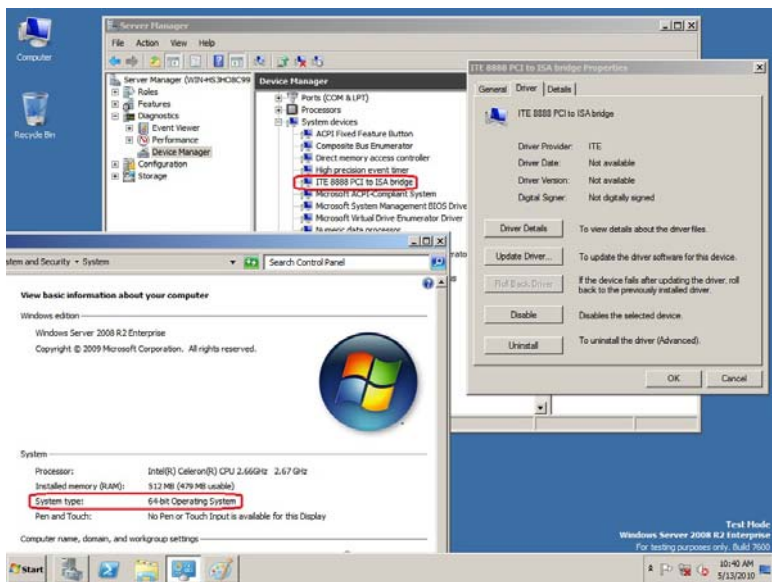 Computer
Recycle Bin
Server Manager
File Action View Help
Server Manager (WIN-HS3HOBC99
Roles
Features
Diagnostics
Event Viewer
Performance
Device Manager
Configuration
Storage
Device Manager
Ports (COM & LPT)
Processors
System devices
ACPI Fixed Feature Button
Composite Bus Enumerator
Direct memory access controller
High precision event timer
ITE 8888 PCI to ISA bridge
Microsoft ACPI-Compliant System
Microsoft System Management BIOS Drive
Microsoft Virtual Drive Enumerator Driver
Numeric data processor
ITE 8888 PCI to ISA bridge Properties
General Driver Details
ITE 8888 PCI to ISA bridge
Driver Provider: ITE
Driver Date: Not available
Driver Version: Not available
Digital Signer: Not digitally signed
Driver Details To view details about the driver files.
Update Driver... To update the driver software for this device.
Roll Back Driver If the device fails after updating the driver, roll
back to the previously installed driver.
Disable Disables the selected device.
Uninstall To uninstall the driver (Advanced).
OK Cancel
stem and Security System
Search Control Panel
View basic information about your computer
Windows edition
Windows Server 2008 R2 Enterprise
Copyright © 2009 Microsoft Corporation. All rights reserved.
System
Processor: Intel(R) Celeron(R) CPU 2.66GHz 2.67 GHz
Installed memory (RAM): 512 MB (479 MB usable)
System type: 64-bit Operating System
Pen and Touch: No Pen or Touch Input is available for this Display
Computer name, domain, and workgroup settings
Test Mode
Windows Server 2008 R2 Enterprise
For testing purposes only. Build 7600
Start
10:40 AM
5/13/2010